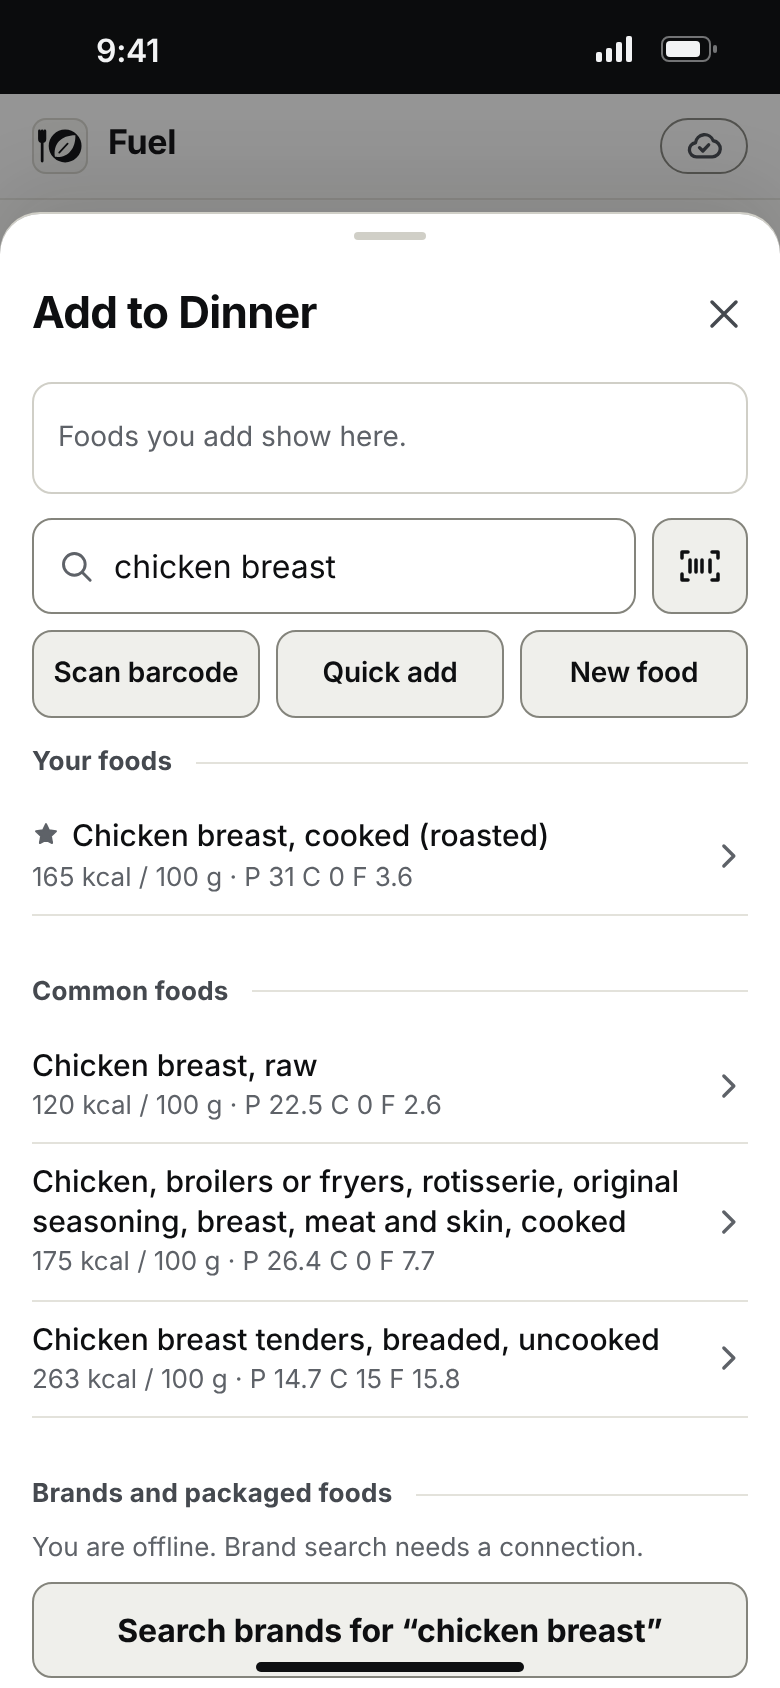 9:41
Fuel
Add to Dinner
Foods you add show here.
chicken breast
Scan barcode
Quick add
New food
Your foods
Chicken breast, cooked (roasted)
165 kcal / 100 g · P 31 C 0 F 3.6
Common foods
Chicken breast, raw
120 kcal / 100 g · P 22.5 C 0 F 2.6
Chicken, broilers or fryers, rotisserie, original
seasoning, breast, meat and skin, cooked
175 kcal / 100 g · P 26.4 C 0 F 7.7
Chicken breast tenders, breaded, uncooked
263 kcal / 100 g · P 14.7 C 15 F 15.8
Brands and packaged foods
You are offline. Brand search needs a connection.
Search brands for “chicken breast”